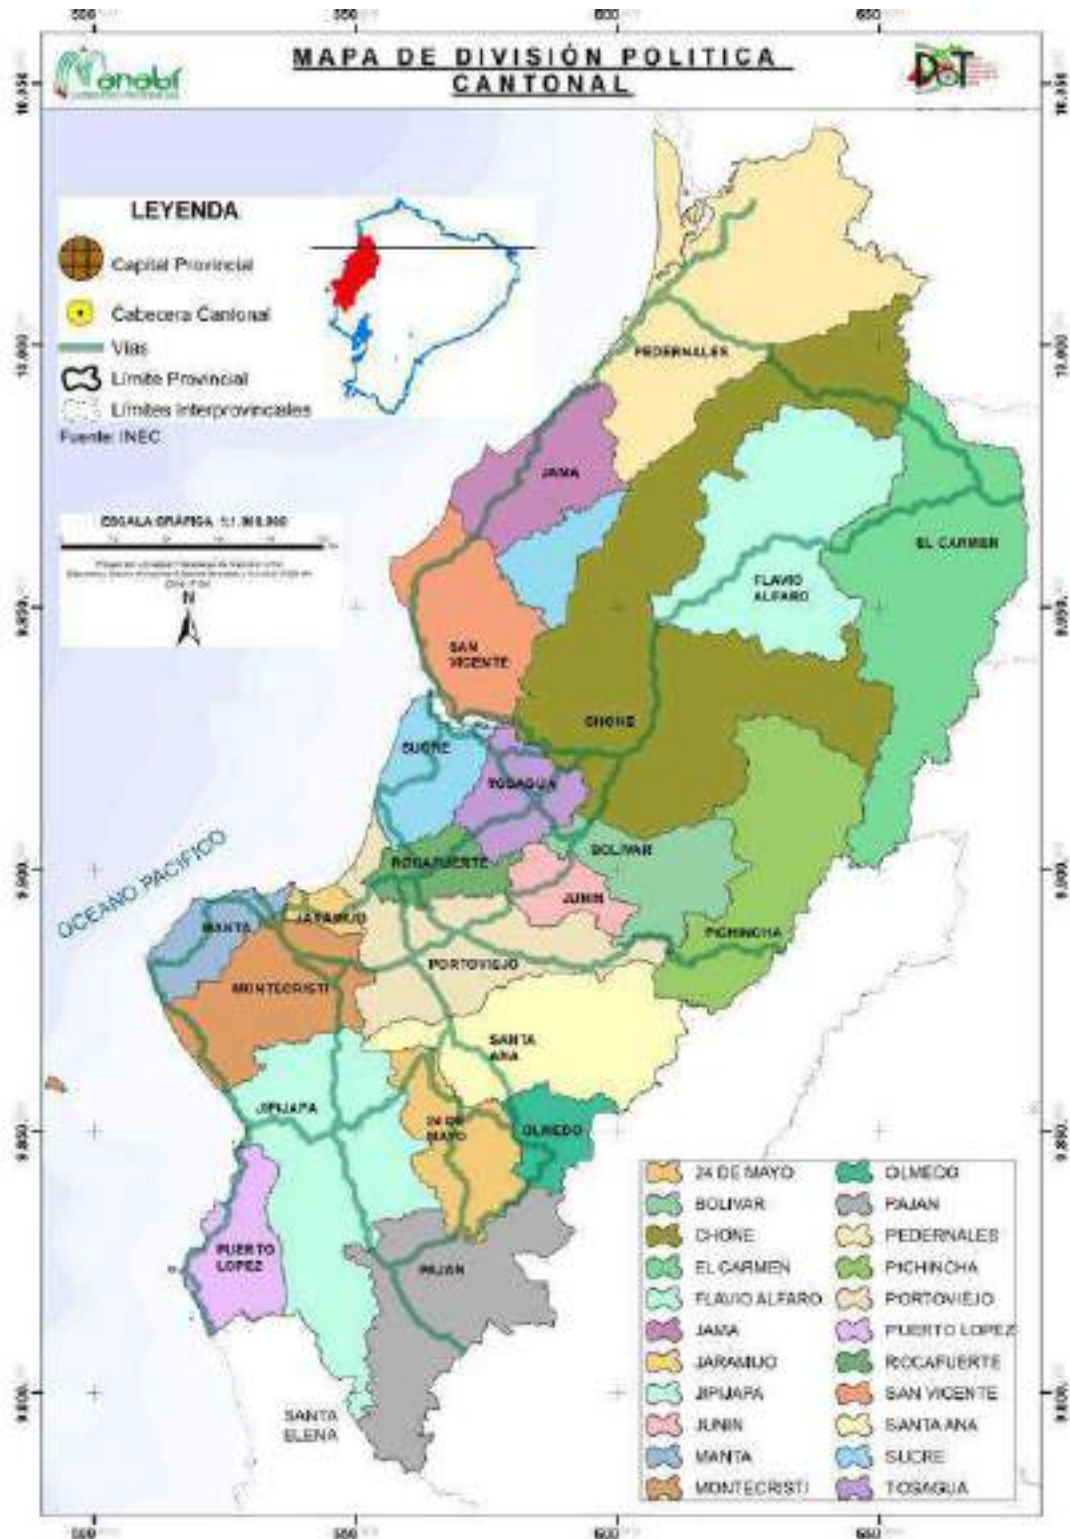 MAPA DE DIVISIÓN POLITICA
CANTONAL
Manabí
LEYENDA
Capital Provincial
Cabecera Cantonal
Vías
Límite Provincial
Límites interprovinciales
Fuente: INEC
ESCALA GRÁFICA
N
PEDERNALES
JAMA
EL CARMEN
FLAVIO
ALFARO
SAN
VICENTE
CHONE
SUCRE
TOSAGUA
BOLIVAR
ROCAFUERTE
JUNIN
OCEANO PACIFICO
JARAMIJO
MANTA
PICHINCHA
PORTOVIEJO
MONTECRISTI
SANTA
ANA
JIPIJAPA
24 DE
MAYO
OLMEDO
PUERTO
LOPEZ
PAJAN
SANTA
ELENA
24 DE MAYO
BOLIVAR
CHONE
EL CARMEN
FLAVIO ALFARO
JAMA
JARAMIJO
JIPIJAPA
JUNIN
MANTA
MONTECRISTI
OLMEDO
PAJAN
PEDERNALES
PICHINCHA
PORTOVIEJO
PUERTO LOPEZ
ROCAFUERTE
SAN VICENTE
SANTA ANA
SUCRE
TOSAGUA